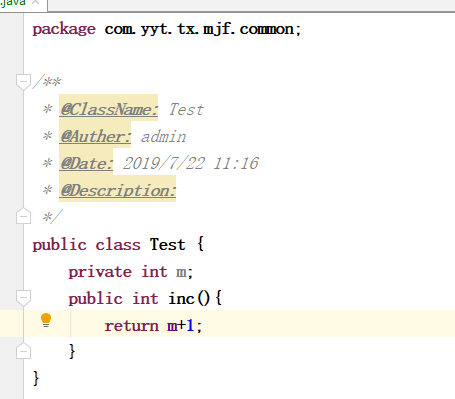 .java
package com.yyt.tx.mjf.common;
/**
* @ClassName: Test
* @Auther: admin
* @Date: 2019/7/22 11:16
* @Description:
*/
public class Test {
private int m;
public int inc(){
return m+1;
}
}